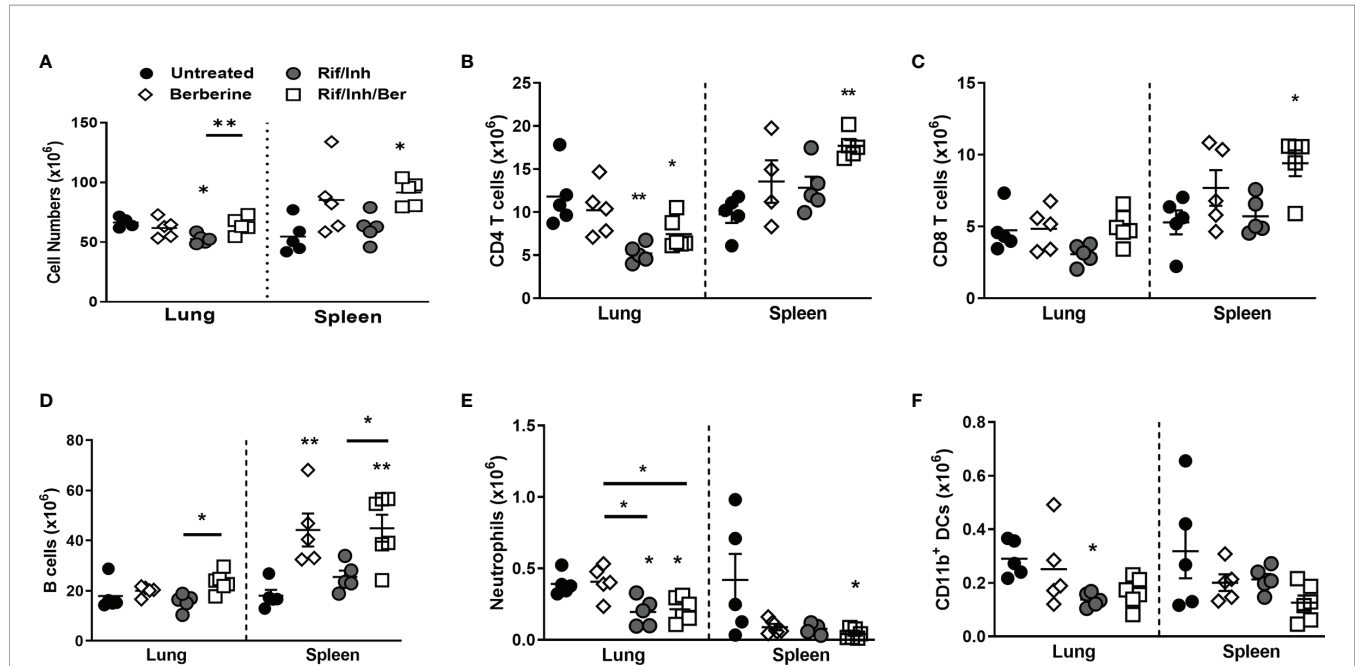 A
Untreated
Rif/Inh
Berberine
Rif/Inh/Ber
Cell Numbers (x10⁶)
150
100
50
0
*
**
*
Lung
Spleen
B
CD4 T cells (x10⁶)
25
20
15
10
5
0
**
*
**
Lung
Spleen
C
CD8 T cells (x10⁶)
15
10
5
0
*
Lung
Spleen
D
B cells (x10⁶)
80
60
40
20
0
*
**
*
**
Lung
Spleen
E
Neutrophils (x10⁶)
1.5
1.0
0.5
0.0
*
*
*
*
*
Lung
Spleen
F
CD11b⁺ DCs (x10⁶)
0.8
0.6
0.4
0.2
0.0
*
Lung
Spleen